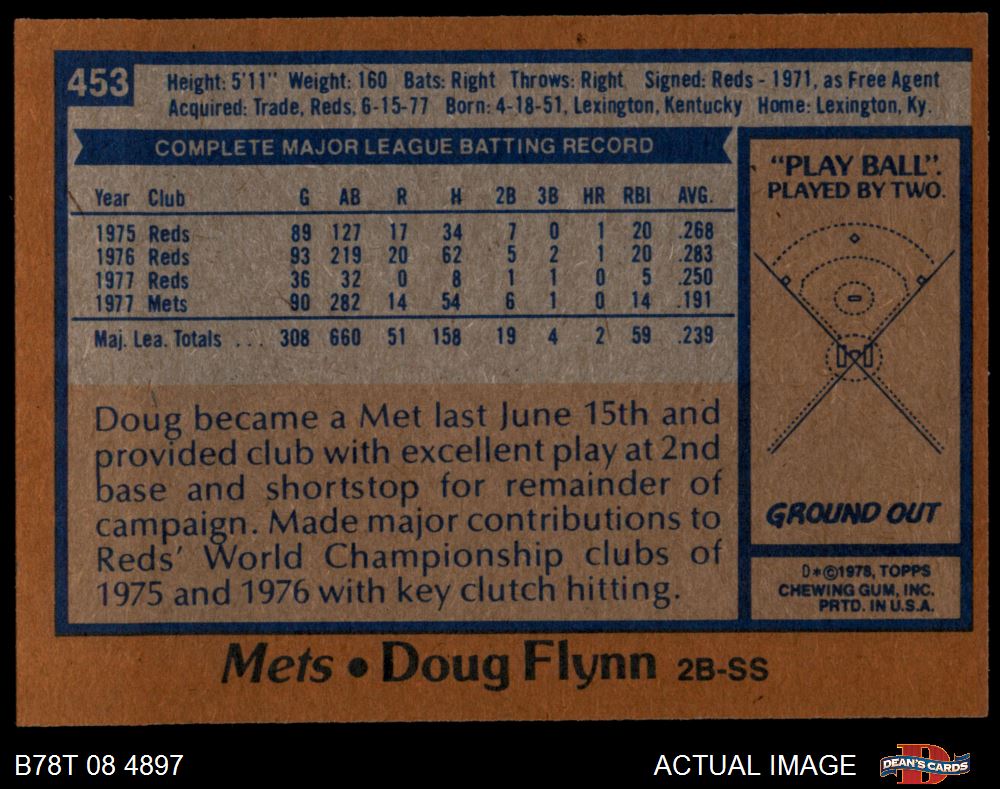 453
Height: 5'11" Weight: 160 Bats: Right Throws: Right Signed: Reds - 1971, as Free Agent
Acquired: Trade, Reds, 6-15-77 Born: 4-18-51, Lexington, Kentucky Home: Lexington, Ky.
COMPLETE MAJOR LEAGUE BATTING RECORD
Year Club G AB R H 2B 3B HR RBI AVG.
1975 Reds 89 127 17 34 7 0 1 20 .268
1976 Reds 93 219 20 62 5 2 1 20 .283
1977 Reds 36 32 0 8 1 1 0 5 .250
1977 Mets 90 282 14 54 6 1 0 14 .191
Maj. Lea. Totals . . . 308 660 51 158 19 4 2 59 .239
Doug became a Met last June 15th and
provided club with excellent play at 2nd
base and shortstop for remainder of
campaign. Made major contributions to
Reds' World Championship clubs of
1975 and 1976 with key clutch hitting.
"PLAY BALL".
PLAYED BY TWO.
GROUND OUT
D*©1978, TOPPS
CHEWING GUM, INC.
PRTD. IN U.S.A.
Mets • Doug Flynn 2B-SS
B78T 08 4897
ACTUAL IMAGE
D
DEAN'S CARDS